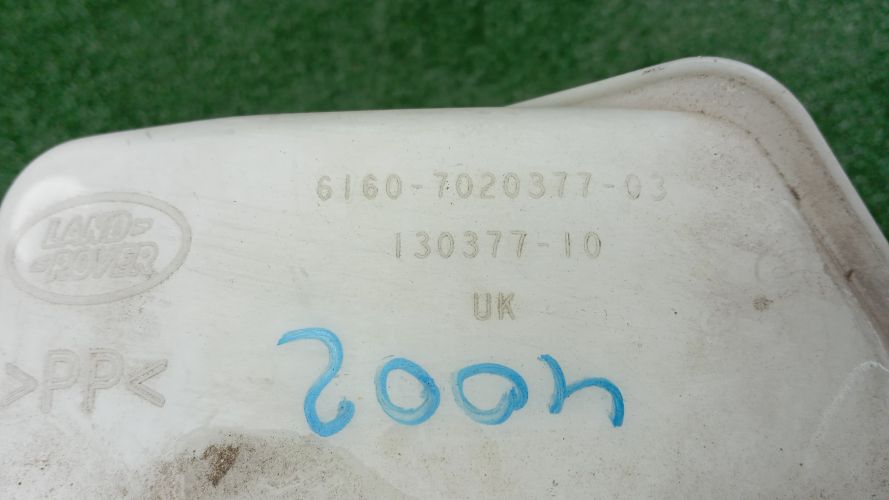 6160-7020377-03
130377-10
UK
LAND
ROVER
>PP<
2004